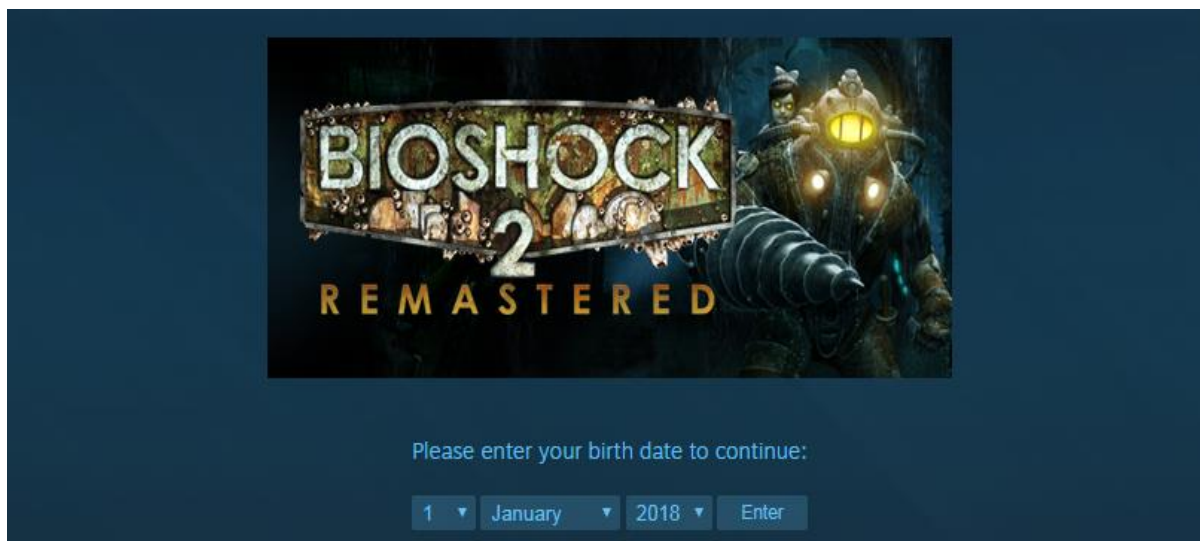 BIOSHOCK
2
REMASTERED
Please enter your birth date to continue:
1 January 2018 Enter